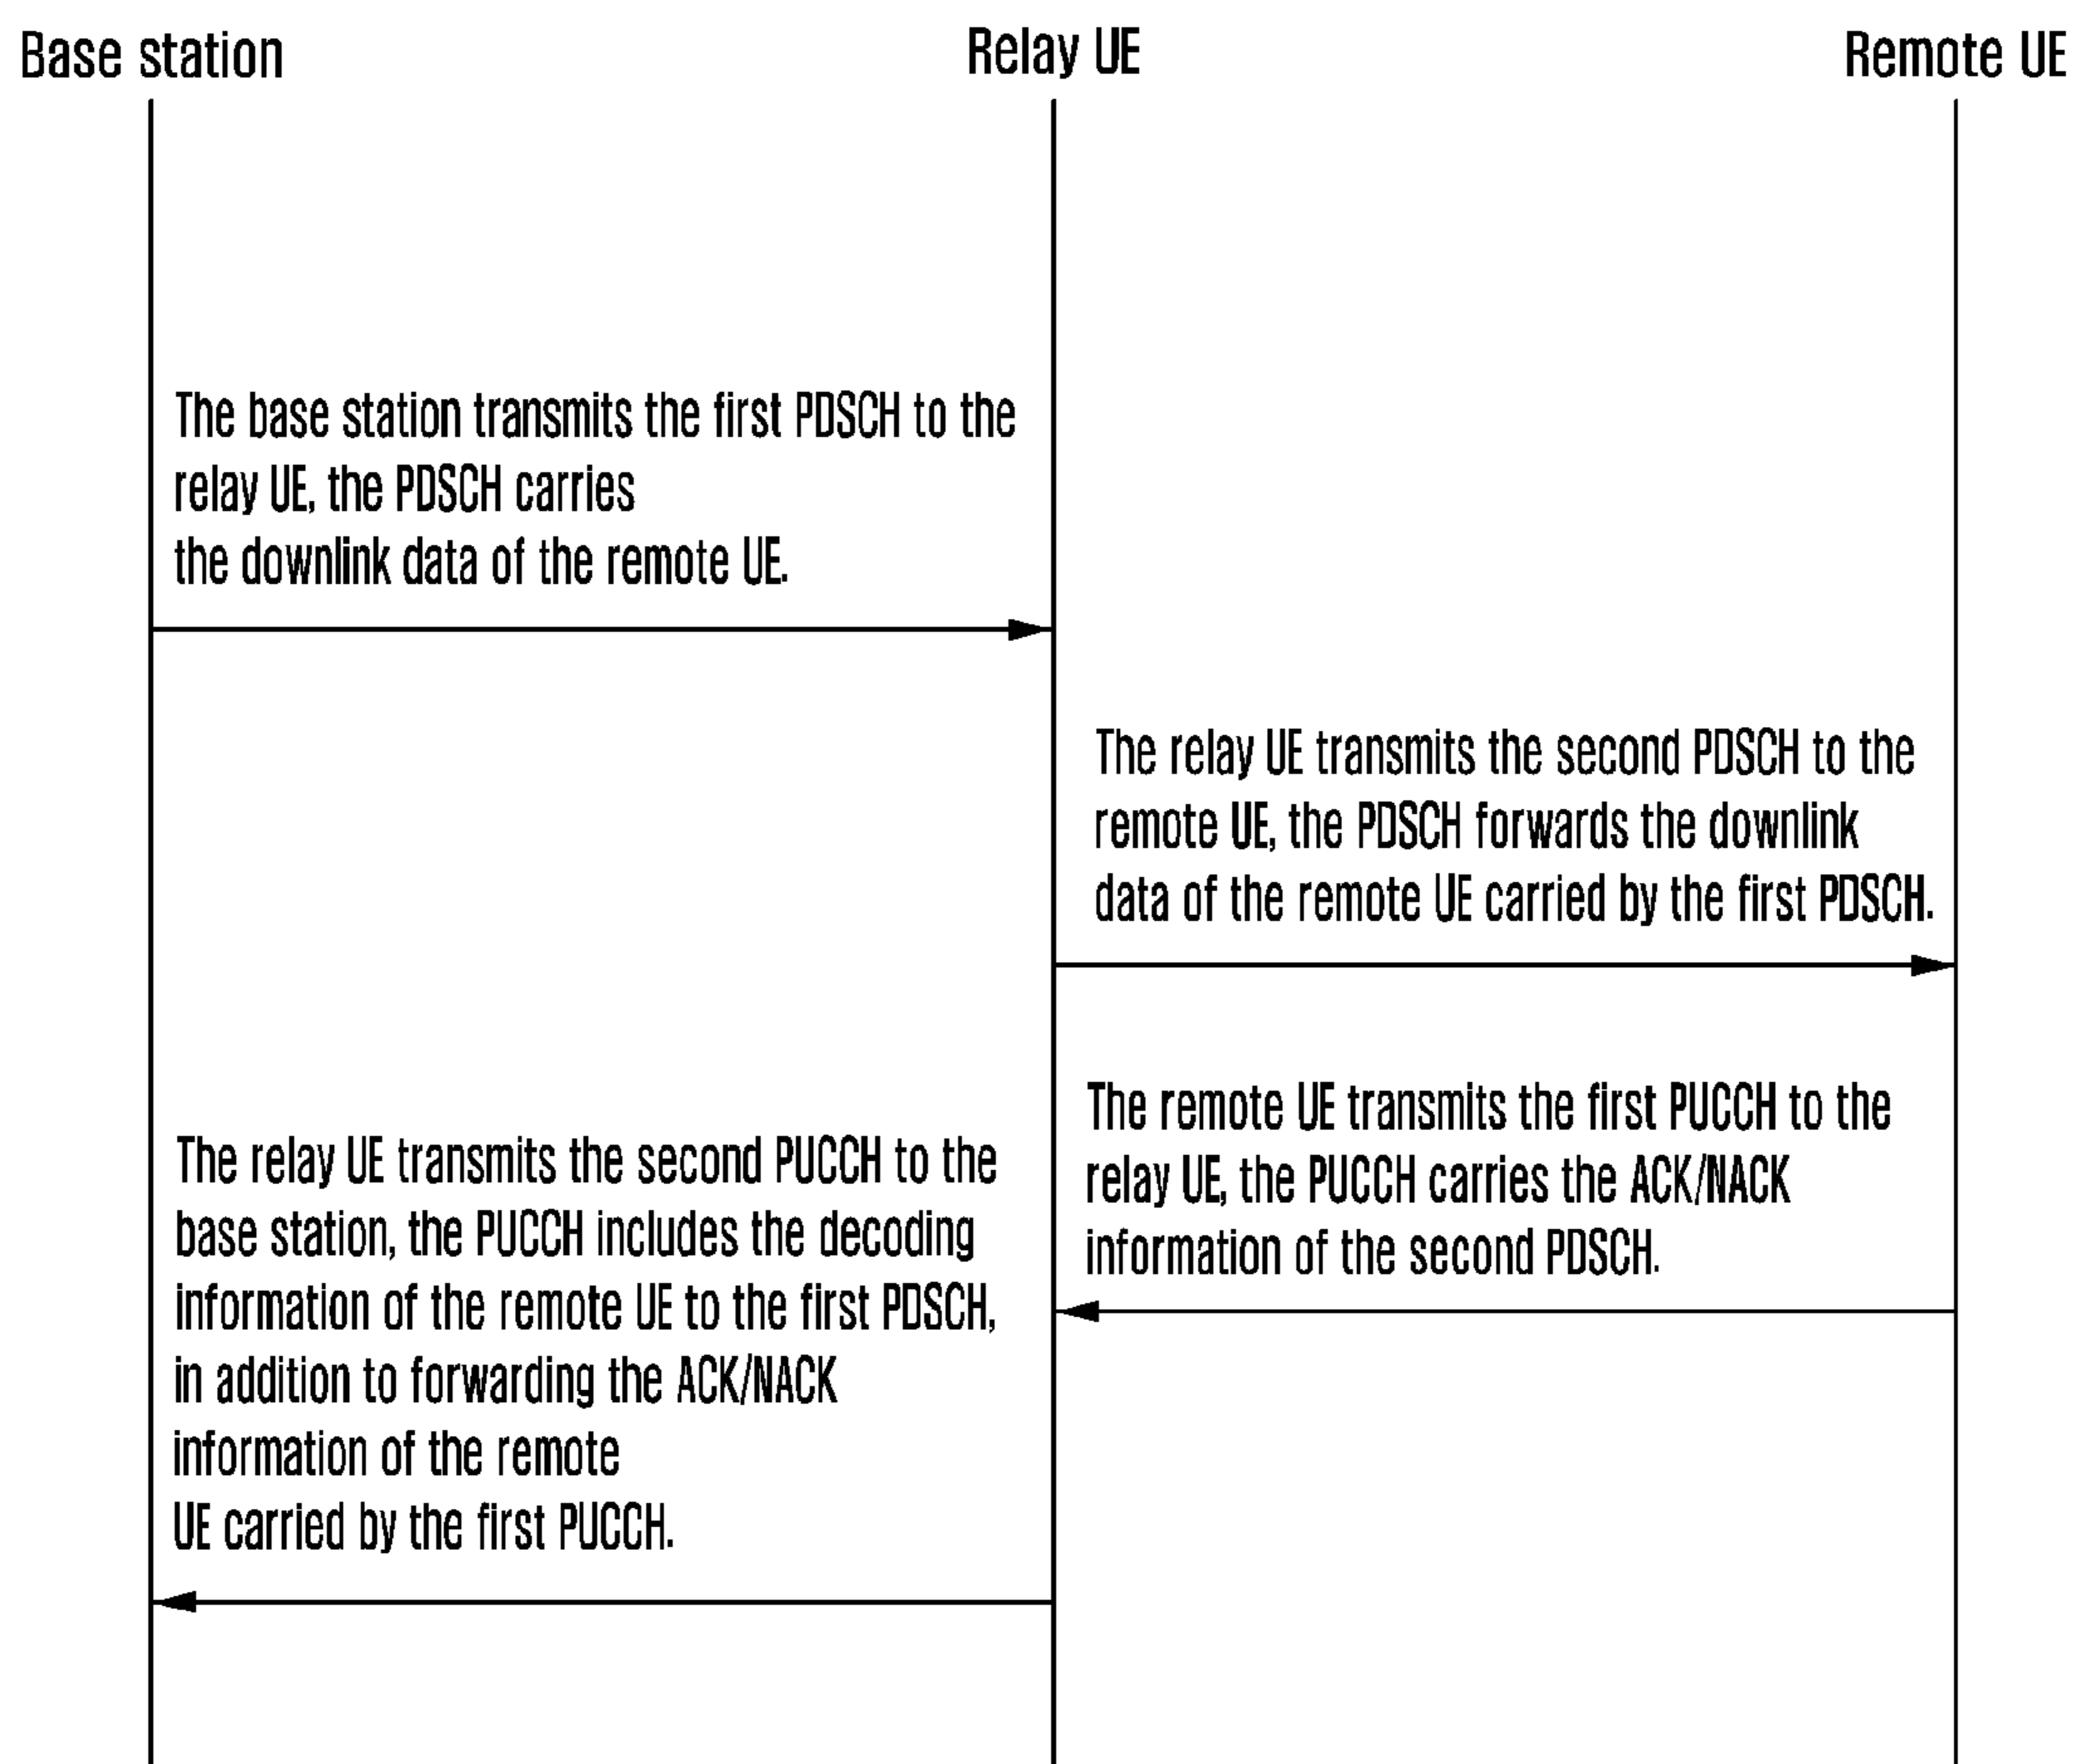 Base station
Relay UE
Remote UE
The base station transmits the first PDSCH to the
relay UE, the PDSCH carries
the downlink data of the remote UE.
The relay UE transmits the second PDSCH to the
remote UE, the PDSCH forwards the downlink
data of the remote UE carried by the first PDSCH.
The remote UE transmits the first PUCCH to the
relay UE, the PUCCH carries the ACK/NACK
information of the second PDSCH.
The relay UE transmits the second PUCCH to the
base station, the PUCCH includes the decoding
information of the remote UE to the first PDSCH,
in addition to forwarding the ACK/NACK
information of the remote
UE carried by the first PUCCH.